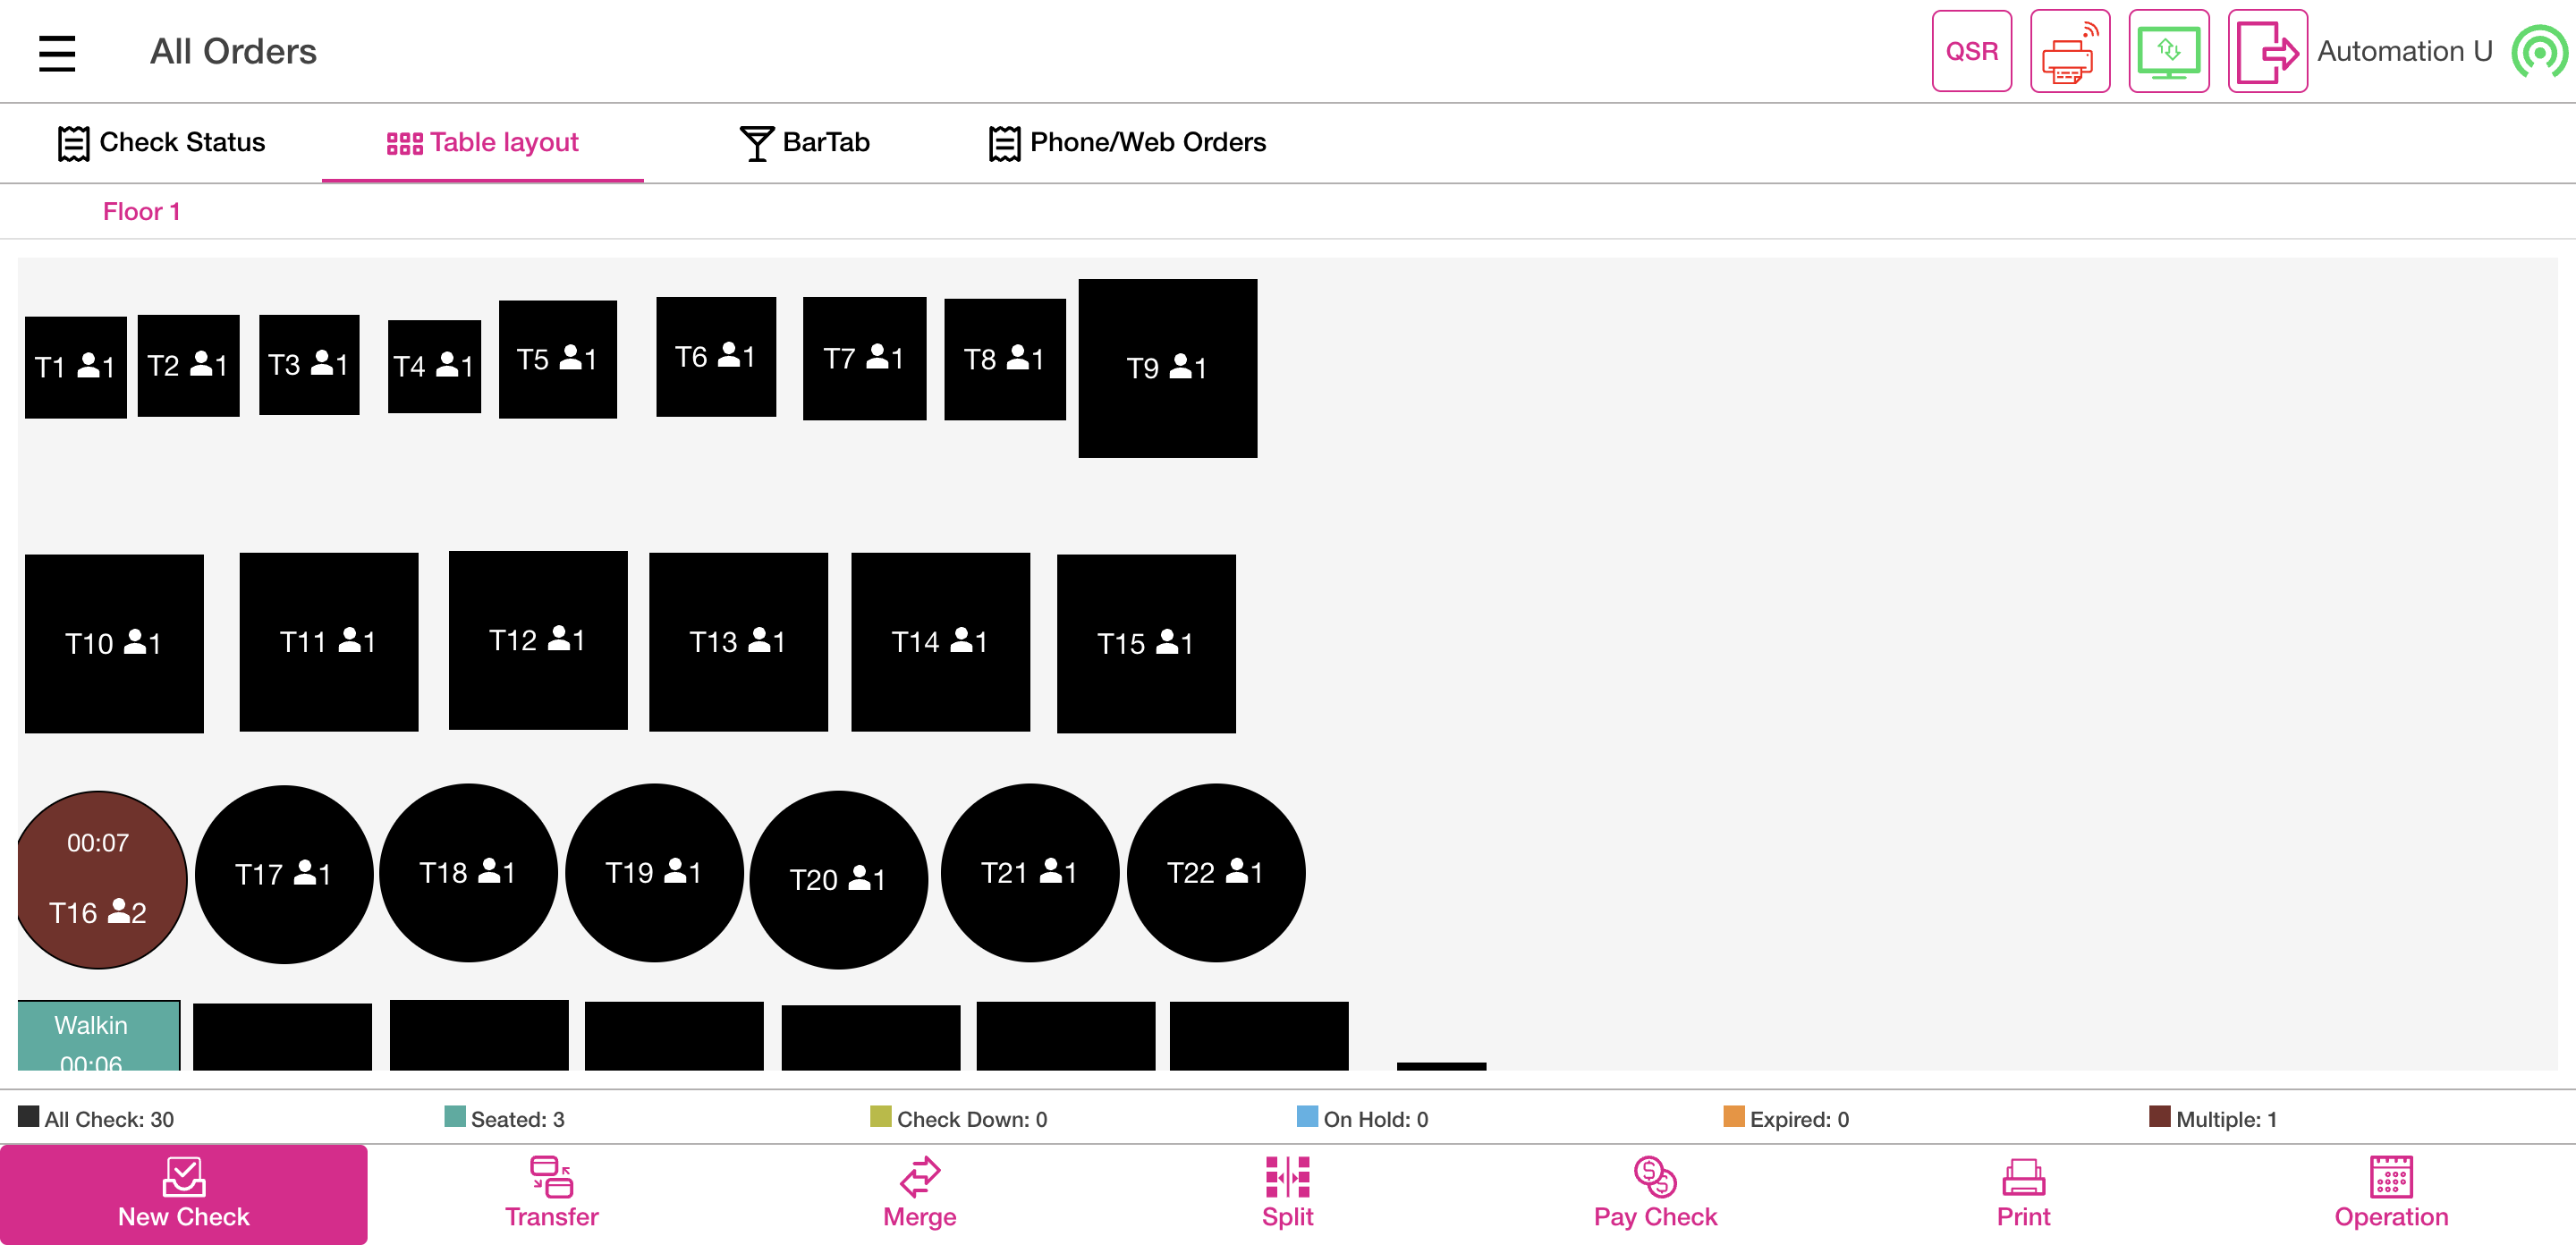 All Orders
QSR
Automation U
Check Status
Table layout
BarTab
Phone/Web Orders
Floor 1
T1 1
T2 1
T3 1
T4 1
T5 1
T6 1
T7 1
T8 1
T9 1
T10 1
T11 1
T12 1
T13 1
T14 1
T15 1
00:07
T16 2
T17 1
T18 1
T19 1
T20 1
T21 1
T22 1
Walkin
00:06
All Check: 30
Seated: 3
Check Down: 0
On Hold: 0
Expired: 0
Multiple: 1
New Check
Transfer
Merge
Split
Pay Check
Print
Operation